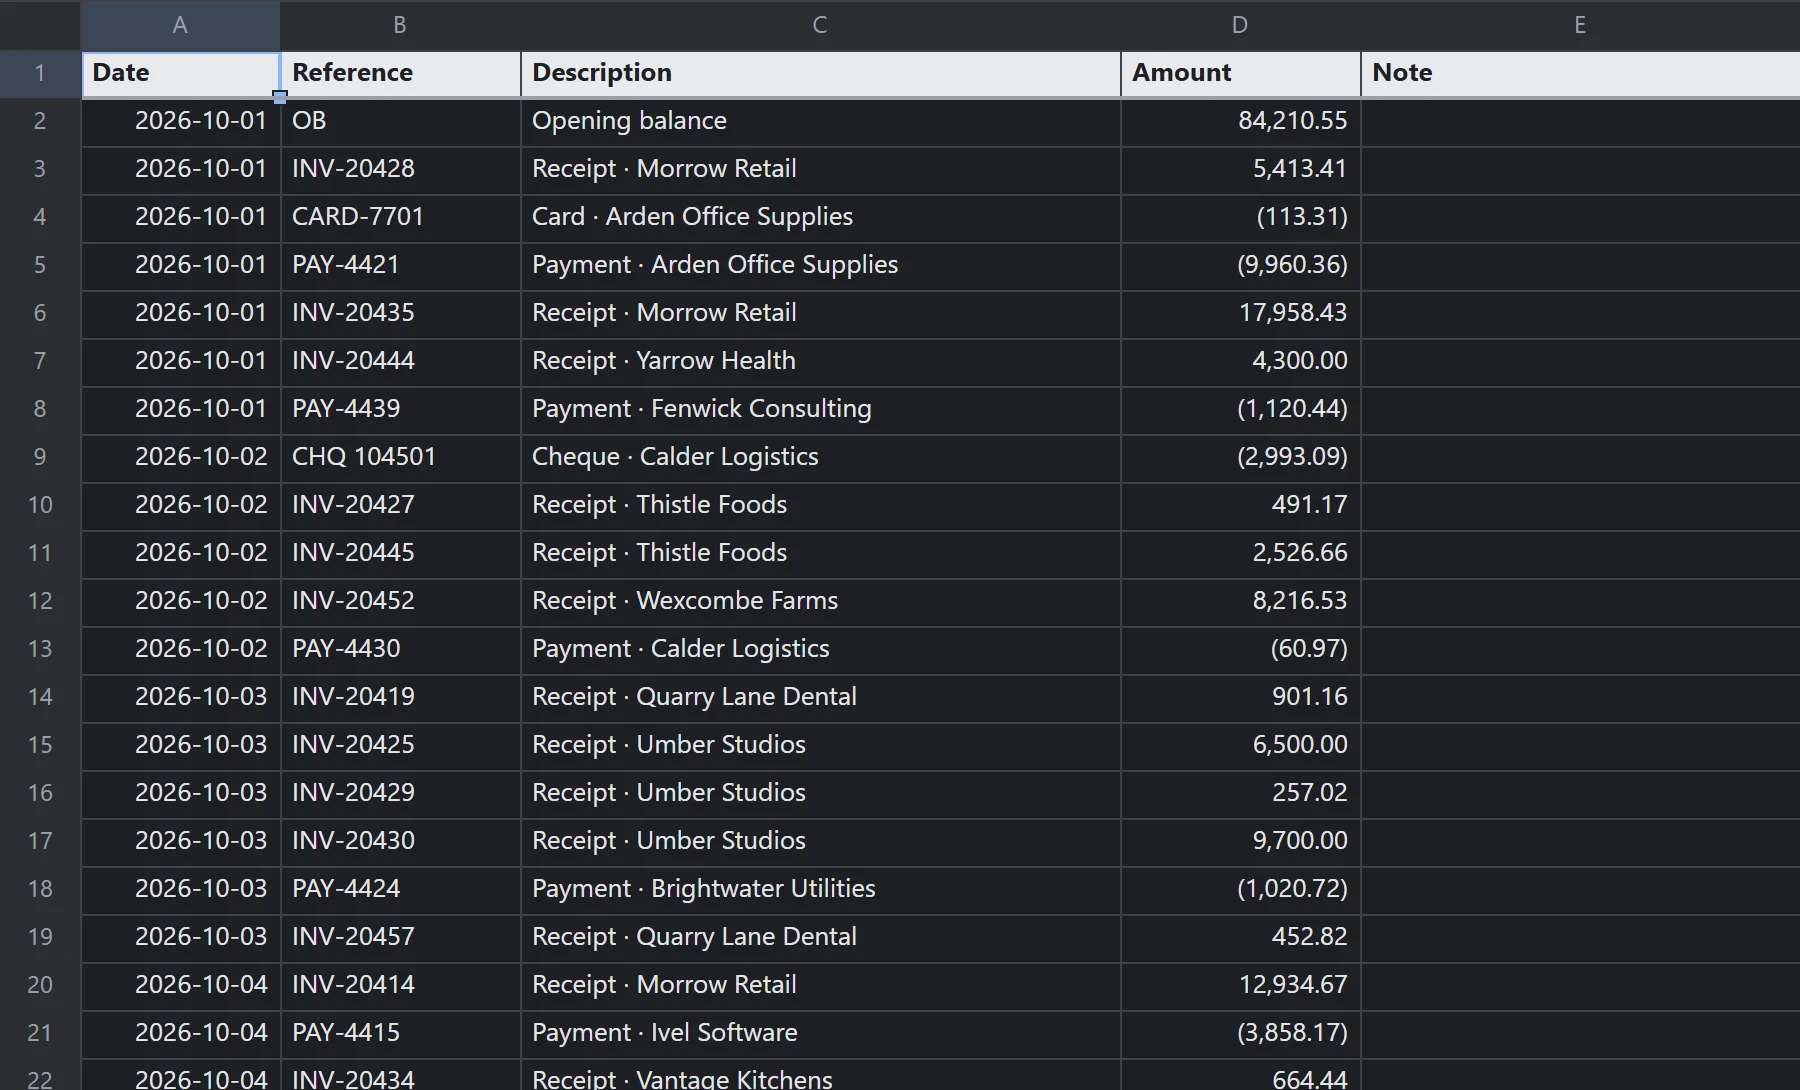 A B C D E
1 Date Reference Description Amount Note
2 2026-10-01 OB Opening balance 84,210.55
3 2026-10-01 INV-20428 Receipt · Morrow Retail 5,413.41
4 2026-10-01 CARD-7701 Card · Arden Office Supplies (113.31)
5 2026-10-01 PAY-4421 Payment · Arden Office Supplies (9,960.36)
6 2026-10-01 INV-20435 Receipt · Morrow Retail 17,958.43
7 2026-10-01 INV-20444 Receipt · Yarrow Health 4,300.00
8 2026-10-01 PAY-4439 Payment · Fenwick Consulting (1,120.44)
9 2026-10-02 CHQ 104501 Cheque · Calder Logistics (2,993.09)
10 2026-10-02 INV-20427 Receipt · Thistle Foods 491.17
11 2026-10-02 INV-20445 Receipt · Thistle Foods 2,526.66
12 2026-10-02 INV-20452 Receipt · Wexcombe Farms 8,216.53
13 2026-10-02 PAY-4430 Payment · Calder Logistics (60.97)
14 2026-10-03 INV-20419 Receipt · Quarry Lane Dental 901.16
15 2026-10-03 INV-20425 Receipt · Umber Studios 6,500.00
16 2026-10-03 INV-20429 Receipt · Umber Studios 257.02
17 2026-10-03 INV-20430 Receipt · Umber Studios 9,700.00
18 2026-10-03 PAY-4424 Payment · Brightwater Utilities (1,020.72)
19 2026-10-03 INV-20457 Receipt · Quarry Lane Dental 452.82
20 2026-10-04 INV-20414 Receipt · Morrow Retail 12,934.67
21 2026-10-04 PAY-4415 Payment · Ivel Software (3,858.17)
22 2026-10-04 INV-20434 Receipt · Vantage Kitchens 664.44